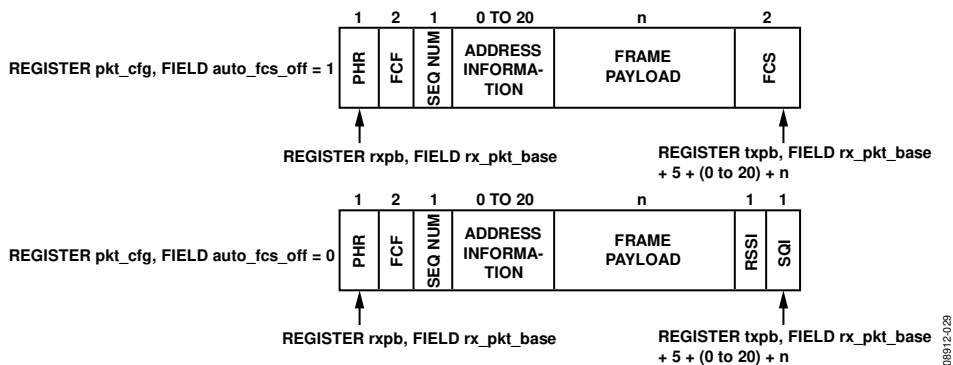 1 2 1 0 TO 20 n 2
REGISTER pkt_cfg, FIELD auto_fcs_off = 1
PHR
FCF
SEQ NUM
ADDRESS
INFORMA-
TION
FRAME
PAYLOAD
FCS
REGISTER rxpb, FIELD rx_pkt_base
REGISTER txpb, FIELD rx_pkt_base
+ 5 + (0 to 20) + n
1 2 1 0 TO 20 n 1 1
REGISTER pkt_cfg, FIELD auto_fcs_off = 0
PHR
FCF
SEQ NUM
ADDRESS
INFORMA-
TION
FRAME
PAYLOAD
RSSI
SQI
REGISTER rxpb, FIELD rx_pkt_base
REGISTER txpb, FIELD rx_pkt_base
+ 5 + (0 to 20) + n
08912-029